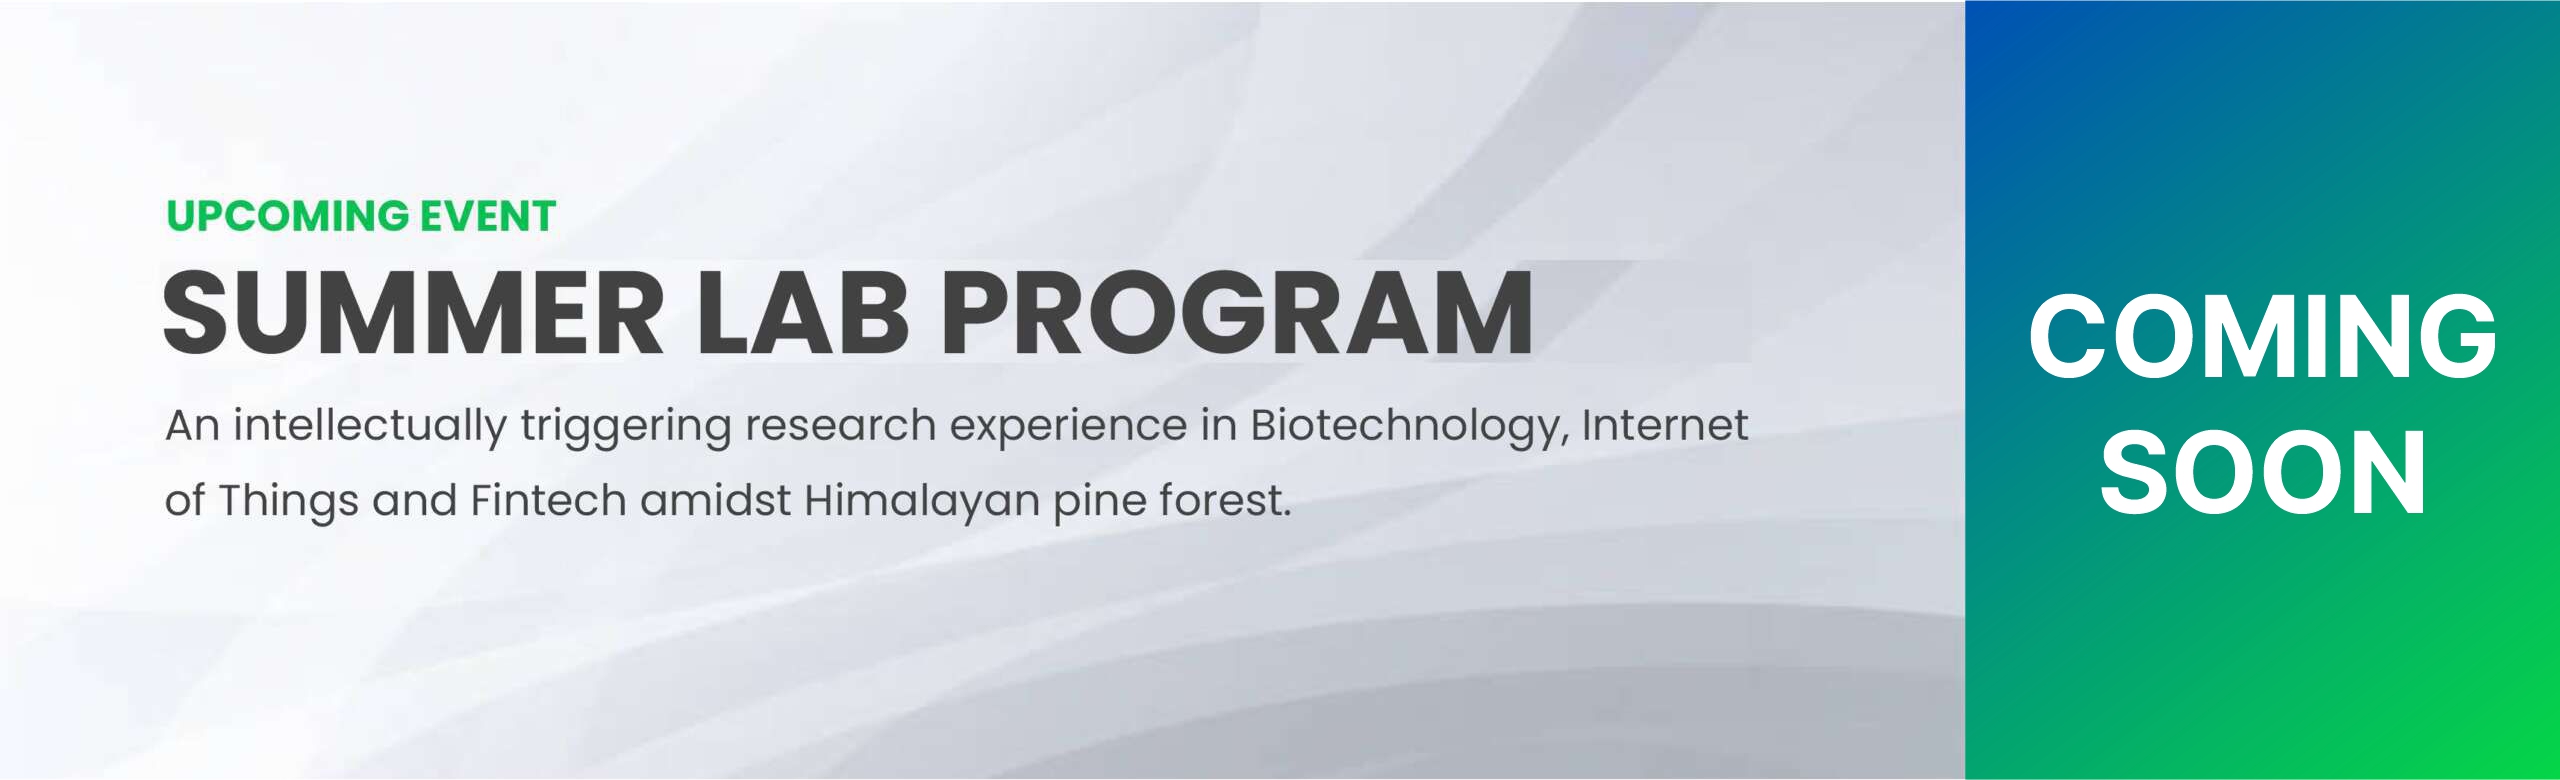 UPCOMING EVENT
SUMMER LAB PROGRAM
An intellectually triggering research experience in Biotechnology, Internet
of Things and Fintech amidst Himalayan pine forest.
COMING
SOON